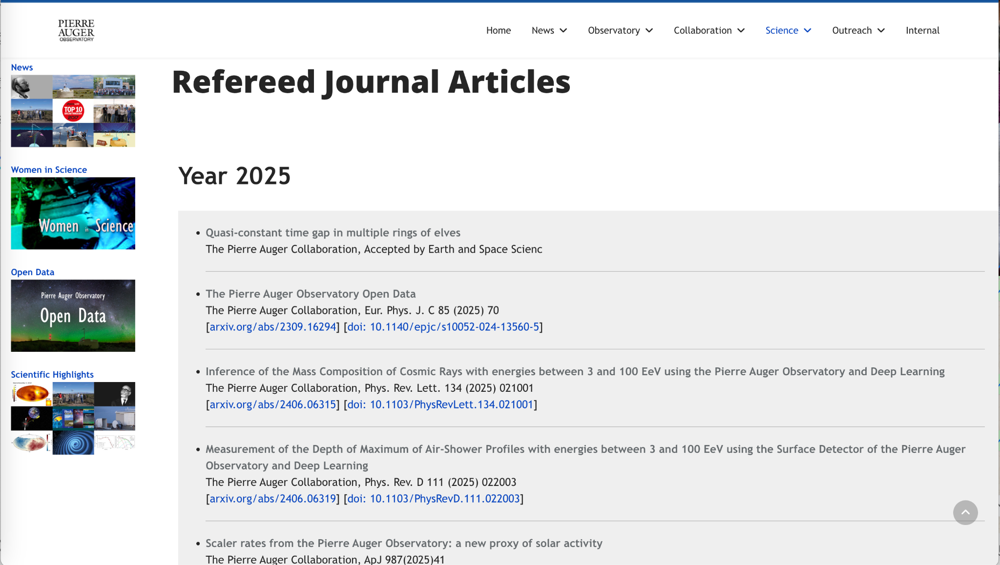 PIERRE
AUGER
OBSERVATORY
Home
News
Observatory
Collaboration
Science
Outreach
Internal
News
TOP 10
BREAKTHROUGH
2017
Women in Science
Women in Science
Open Data
Pierre Auger Observatory
Open Data
Scientific Highlights
Refereed Journal Articles
Year 2025
Quasi-constant time gap in multiple rings of elves
The Pierre Auger Collaboration, Accepted by Earth and Space Scienc
The Pierre Auger Observatory Open Data
The Pierre Auger Collaboration, Eur. Phys. J. C 85 (2025) 70
[arxiv.org/abs/2309.16294] [doi: 10.1140/epjc/s10052-024-13560-5]
Inference of the Mass Composition of Cosmic Rays with energies between 3 and 100 EeV using the Pierre Auger Observatory and Deep Learning
The Pierre Auger Collaboration, Phys. Rev. Lett. 134 (2025) 021001
[arxiv.org/abs/2406.06315] [doi: 10.1103/PhysRevLett.134.021001]
Measurement of the Depth of Maximum of Air-Shower Profiles with energies between 3 and 100 EeV using the Surface Detector of the Pierre Auger
Observatory and Deep Learning
The Pierre Auger Collaboration, Phys. Rev. D 111 (2025) 022003
[arxiv.org/abs/2406.06319] [doi: 10.1103/PhysRevD.111.022003]
Scaler rates from the Pierre Auger Observatory: a new proxy of solar activity
The Pierre Auger Collaboration, ApJ 987(2025)41